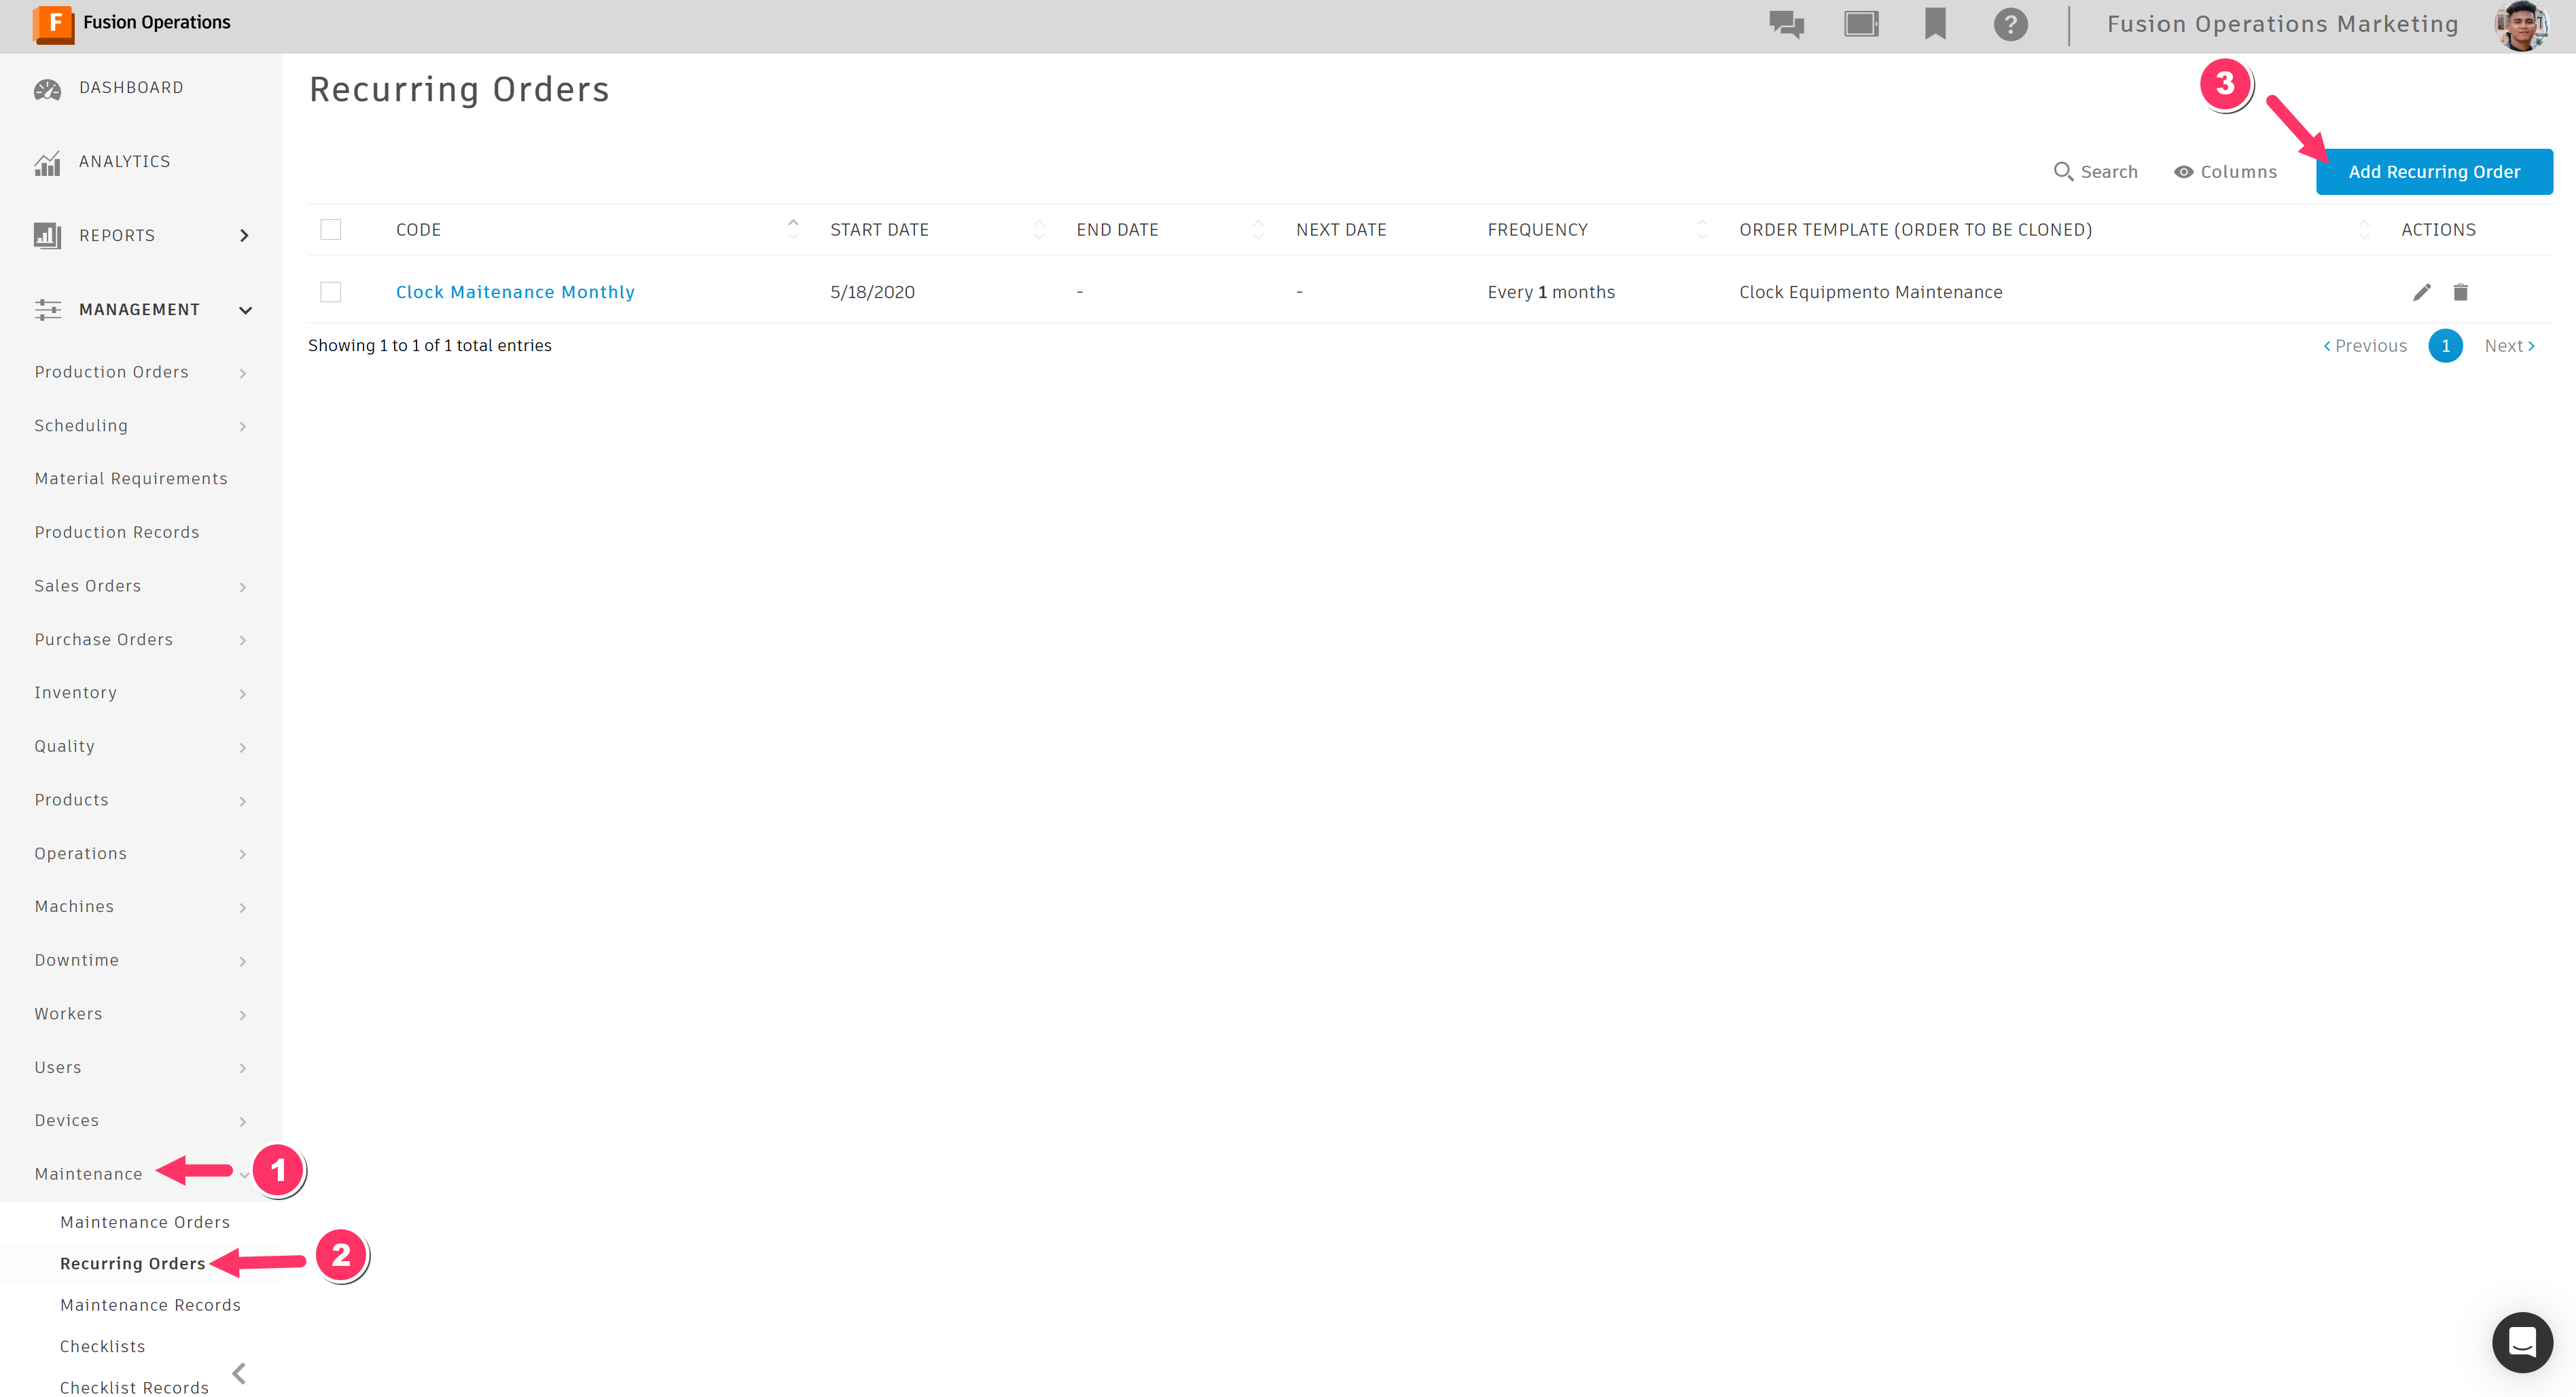 F Fusion Operations
Fusion Operations Marketing
DASHBOARD
ANALYTICS
REPORTS
MANAGEMENT
Production Orders
Scheduling
Material Requirements
Production Records
Sales Orders
Purchase Orders
Inventory
Quality
Products
Operations
Machines
Downtime
Workers
Users
Devices
Maintenance
1
Maintenance Orders
Recurring Orders
2
Maintenance Records
Checklists
Checklist Records
Recurring Orders
3
Search Columns Add Recurring Order
CODE START DATE END DATE NEXT DATE FREQUENCY ORDER TEMPLATE (ORDER TO BE CLONED) ACTIONS
Clock Maitenance Monthly 5/18/2020 - - Every 1 months Clock Equipmento Maintenance
Showing 1 to 1 of 1 total entries
Previous 1 Next